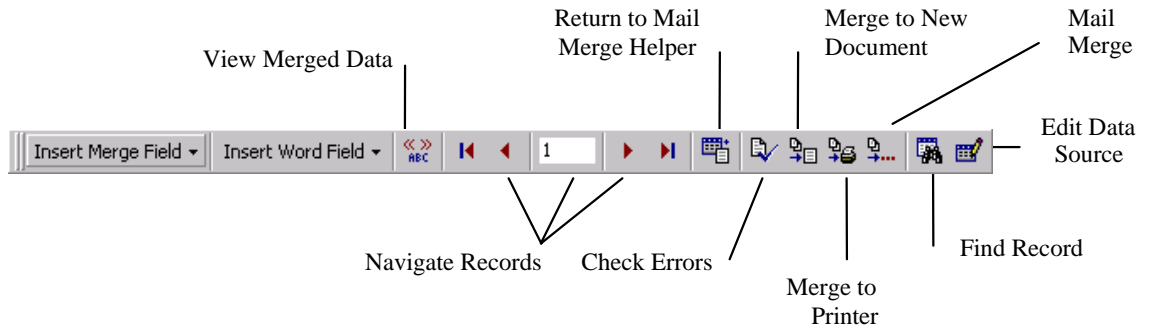 Return to Mail
Merge Helper
Merge to New
Document
Mail
Merge
View Merged Data
Edit Data
Source
Insert Merge Field
Insert Word Field
« »
ABC
1
Navigate Records
Check Errors
Find Record
Merge to
Printer